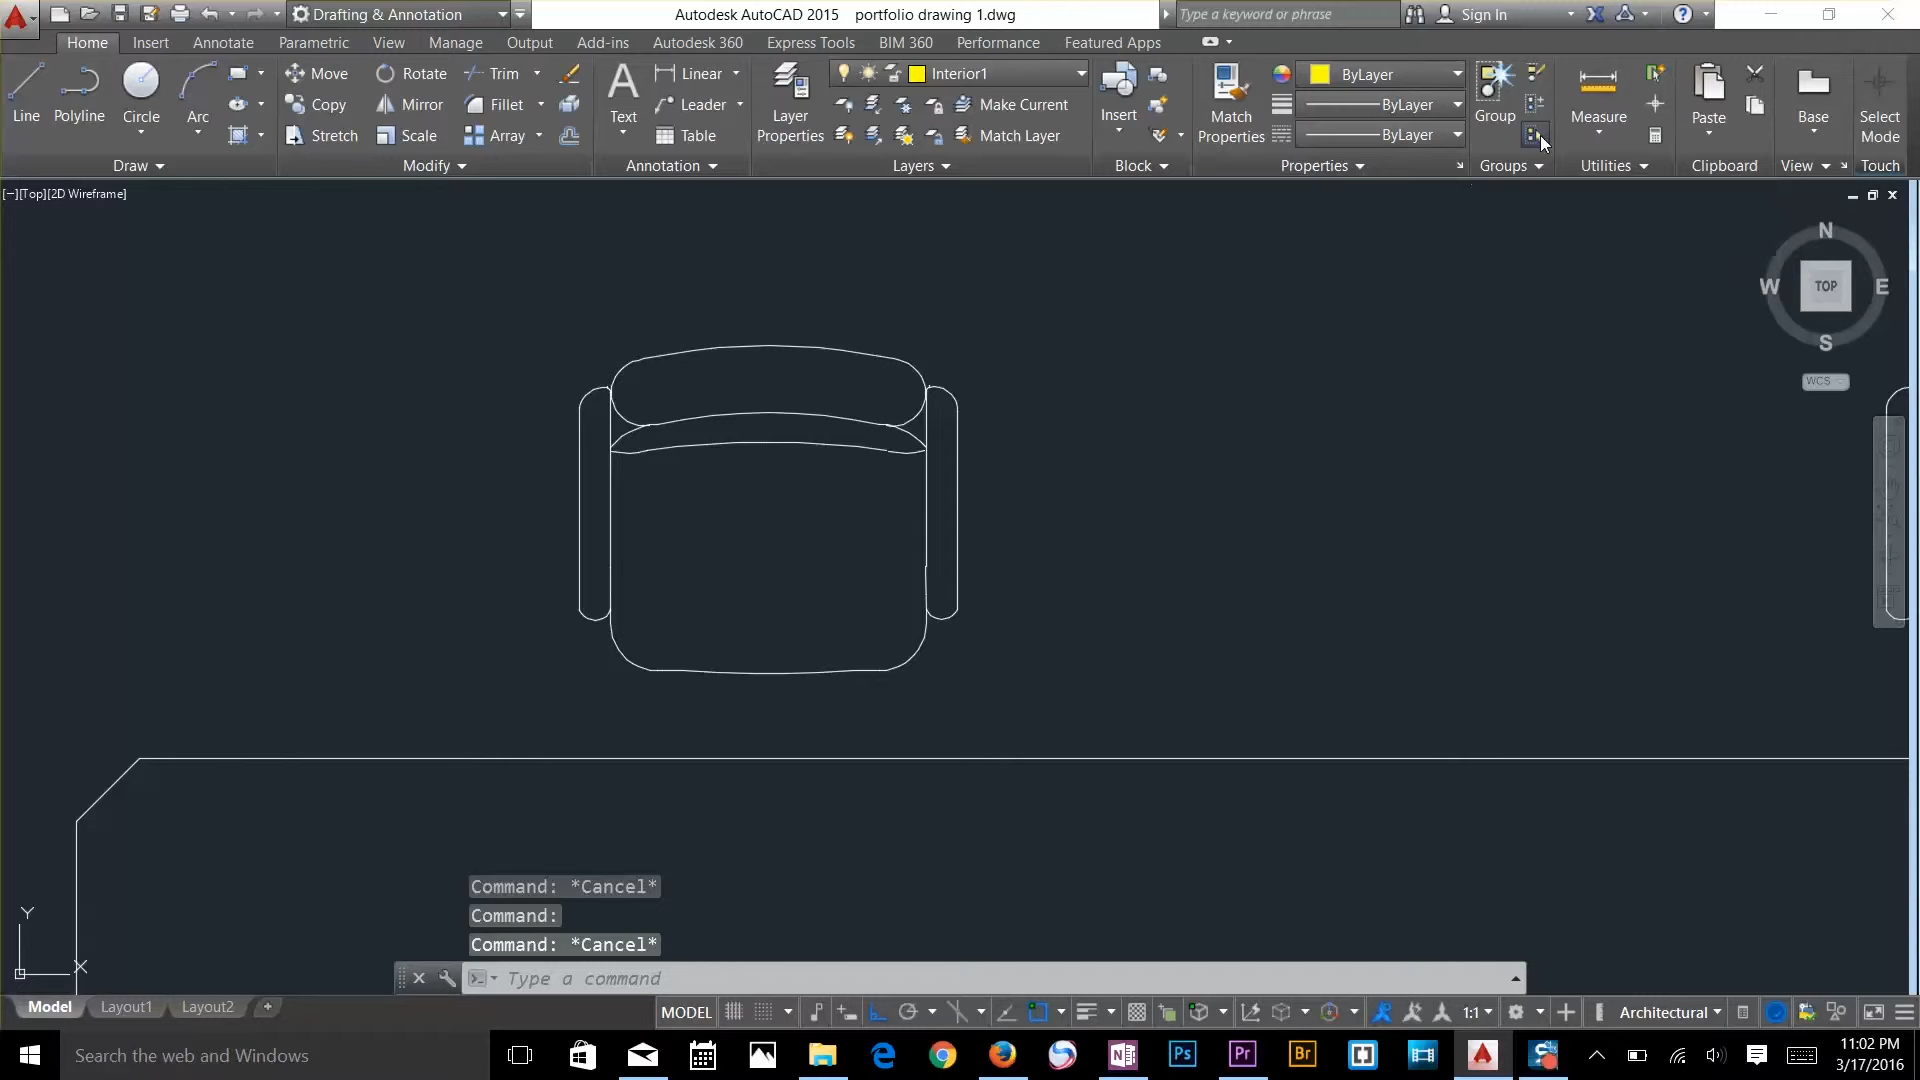 Drafting & Annotation
Autodesk AutoCAD 2015 portfolio drawing 1.dwg
Type a keyword or phrase
Sign In
Home Insert Annotate Parametric View Manage Output Add-ins Autodesk 360 Express Tools BIM 360 Performance Featured Apps
Move Rotate Trim Linear Interior1 ByLayer
Copy Mirror Fillet Leader Make Current ByLayer
Line Polyline Circle Arc Text Layer Properties Insert Match Properties Group Measure Paste Base Select Mode
Stretch Scale Array Table Match Layer ByLayer
Draw Modify Annotation Layers Block Properties Groups Utilities Clipboard View Touch
[−][Top][2D Wireframe]
N
W TOP E
S
WCS
Command: *Cancel*
Command:
Command: *Cancel*
Type a command
Y
X
Model Layout1 Layout2
MODEL 1:1 Architectural
Search the web and Windows
Ps Pr Br
11:02 PM
3/17/2016